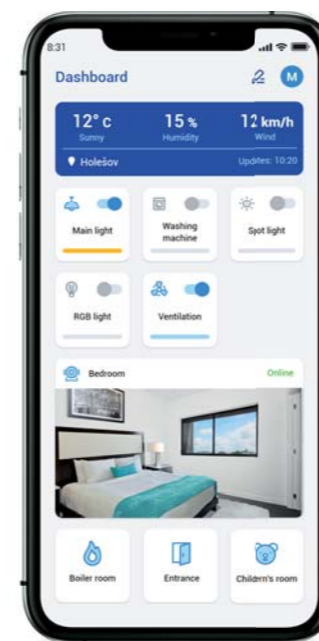 8:31
Dashboard
M
12° c 15 % 12 km/h
Sunny Humidity Wind
Holešov Updates: 10:20
Main light
Washing
machine
Spot light
RGB light
Ventilation
Bedroom Online
Boiler room Entrance Childern's room